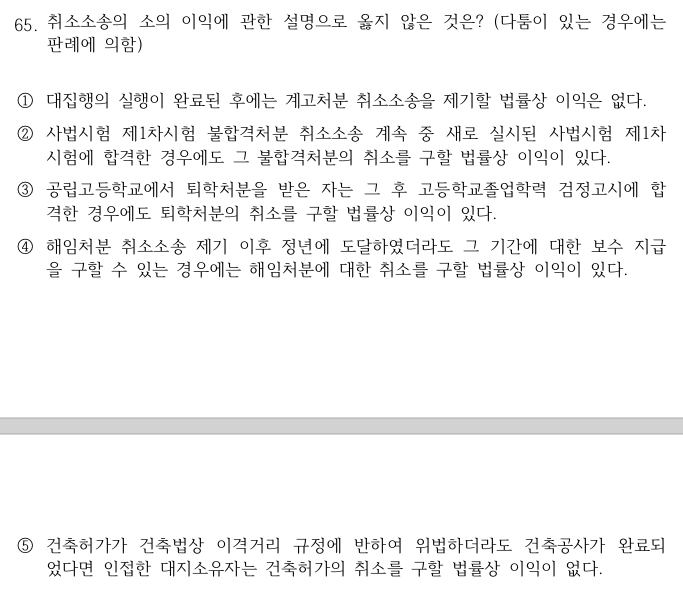 65. 취소소송의 소의 이익에 관한 설명으로 옳지 않은 것은? (다툼이 있는 경우에는
판례에 의함)
① 대집행의 실행이 완료된 후에는 계고처분 취소소송을 제기할 법률상 이익은 없다.
② 사법시험 제1차시험 불합격처분 취소소송 계속 중 새로 실시된 사법시험 제1차
시험에 합격한 경우에도 그 불합격처분의 취소를 구할 법률상 이익이 있다.
③ 공립고등학교에서 퇴학처분을 받은 자는 그 후 고등학교졸업학력 검정고시에 합
격한 경우에도 퇴학처분의 취소를 구할 법률상 이익이 있다.
④ 해임처분 취소소송 제기 이후 정년에 도달하였더라도 그 기간에 대한 보수 지급
을 구할 수 있는 경우에는 해임처분에 대한 취소를 구할 법률상 이익이 있다.
⑤ 건축허가가 건축법상 이격거리 규정에 반하여 위법하더라도 건축공사가 완료되
었다면 인접한 대지소유자는 건축허가의 취소를 구할 법률상 이익이 없다.